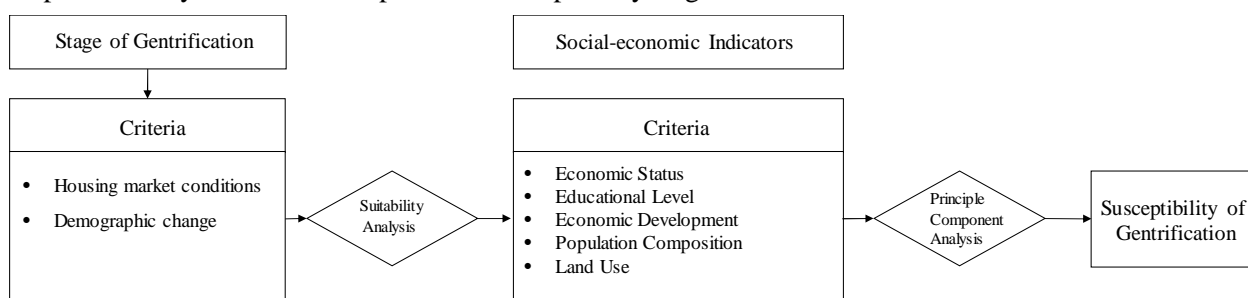 Stage of Gentrification
Social-economic Indicators
Criteria
• Housing market conditions
• Demographic change
Suitability
Analysis
Criteria
• Economic Status
• Educational Level
• Economic Development
• Population Composition
• Land Use
Principle
Component
Analysis
Susceptibility of
Gentrification